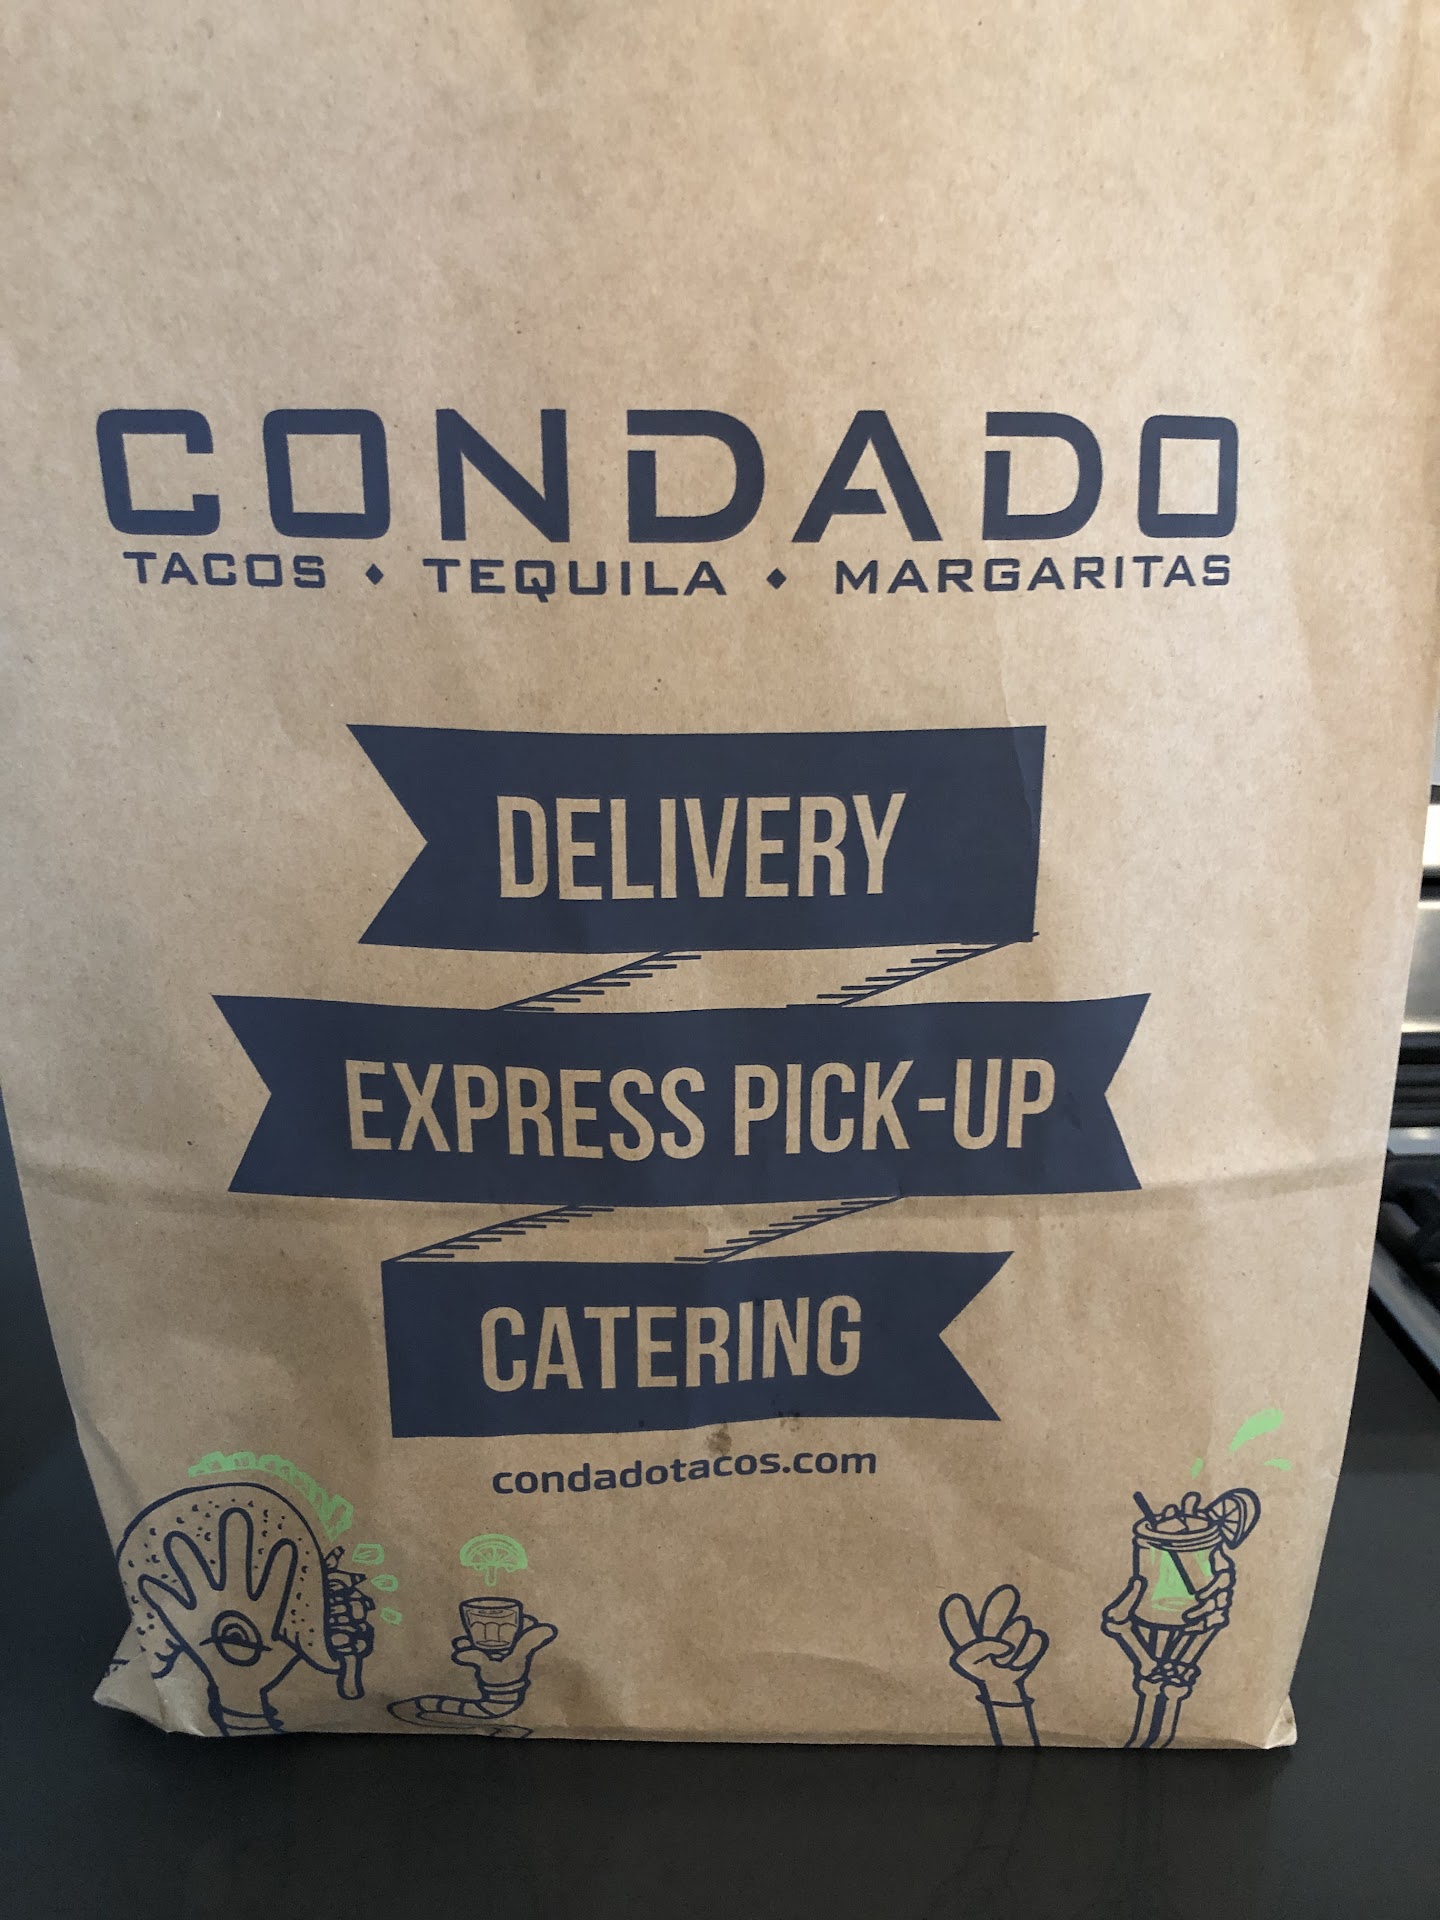 CONDADO
TACOS ♦ TEQUILA ♦ MARGARITAS
DELIVERY
EXPRESS PICK-UP
CATERING
condadotacos.com